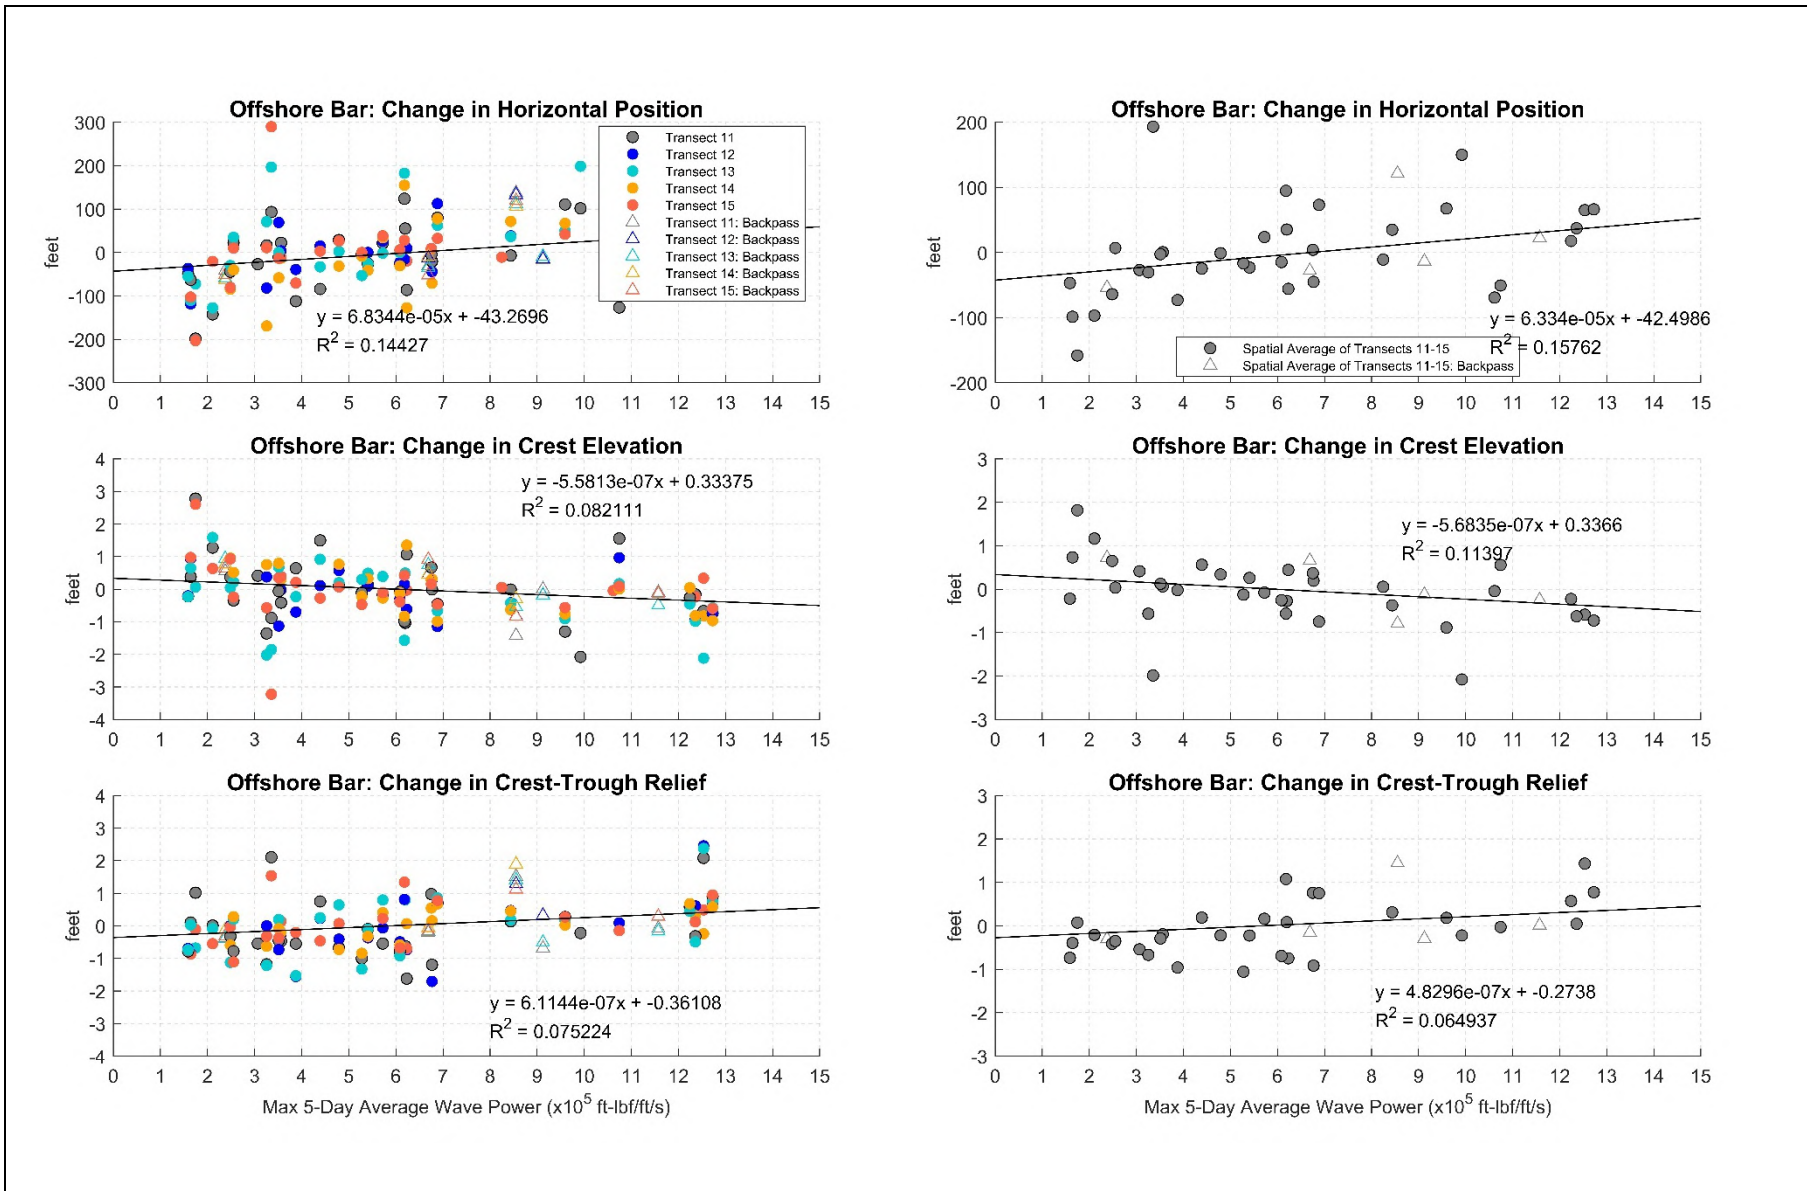 Offshore Bar: Change in Horizontal Position
300
200
100
0
-100
-200
-300
feet
Transect 11
Transect 12
Transect 13
Transect 14
Transect 15
Transect 11: Backpass
Transect 12: Backpass
Transect 13: Backpass
Transect 14: Backpass
Transect 15: Backpass
y = 6.8344e-05x + -43.2696
R2 = 0.14427
0 1 2 3 4 5 6 7 8 9 10 11 12 13 14 15
Offshore Bar: Change in Horizontal Position
200
100
0
-100
-200
feet
y = 6.334e-05x + -42.4986
R2 = 0.15762
Spatial Average of Transects 11-15
Spatial Average of Transects 11-15: Backpass
0 1 2 3 4 5 6 7 8 9 10 11 12 13 14 15
Offshore Bar: Change in Crest Elevation
4
3
2
1
0
-1
-2
-3
-4
feet
y = -5.5813e-07x + 0.33375
R2 = 0.082111
0 1 2 3 4 5 6 7 8 9 10 11 12 13 14 15
Offshore Bar: Change in Crest Elevation
3
2
1
0
-1
-2
-3
feet
y = -5.6835e-07x + 0.3366
R2 = 0.11397
0 1 2 3 4 5 6 7 8 9 10 11 12 13 14 15
Offshore Bar: Change in Crest-Trough Relief
4
3
2
1
0
-1
-2
-3
-4
feet
y = 6.1144e-07x + -0.36108
R2 = 0.075224
0 1 2 3 4 5 6 7 8 9 10 11 12 13 14 15
Max 5-Day Average Wave Power (x105 ft-lbf/ft/s)
Offshore Bar: Change in Crest-Trough Relief
3
2
1
0
-1
-2
-3
feet
y = 4.8296e-07x + -0.2738
R2 = 0.064937
0 1 2 3 4 5 6 7 8 9 10 11 12 13 14 15
Max 5-Day Average Wave Power (x105 ft-lbf/ft/s)